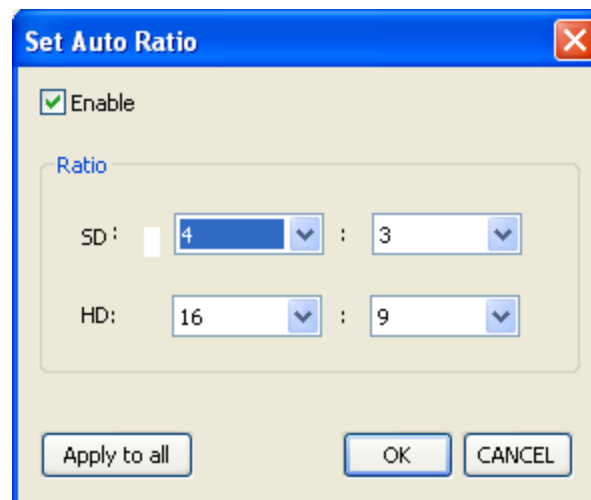 Set Auto Ratio
Enable
Ratio
SD: 4 : 3
HD: 16 : 9
Apply to all OK CANCEL